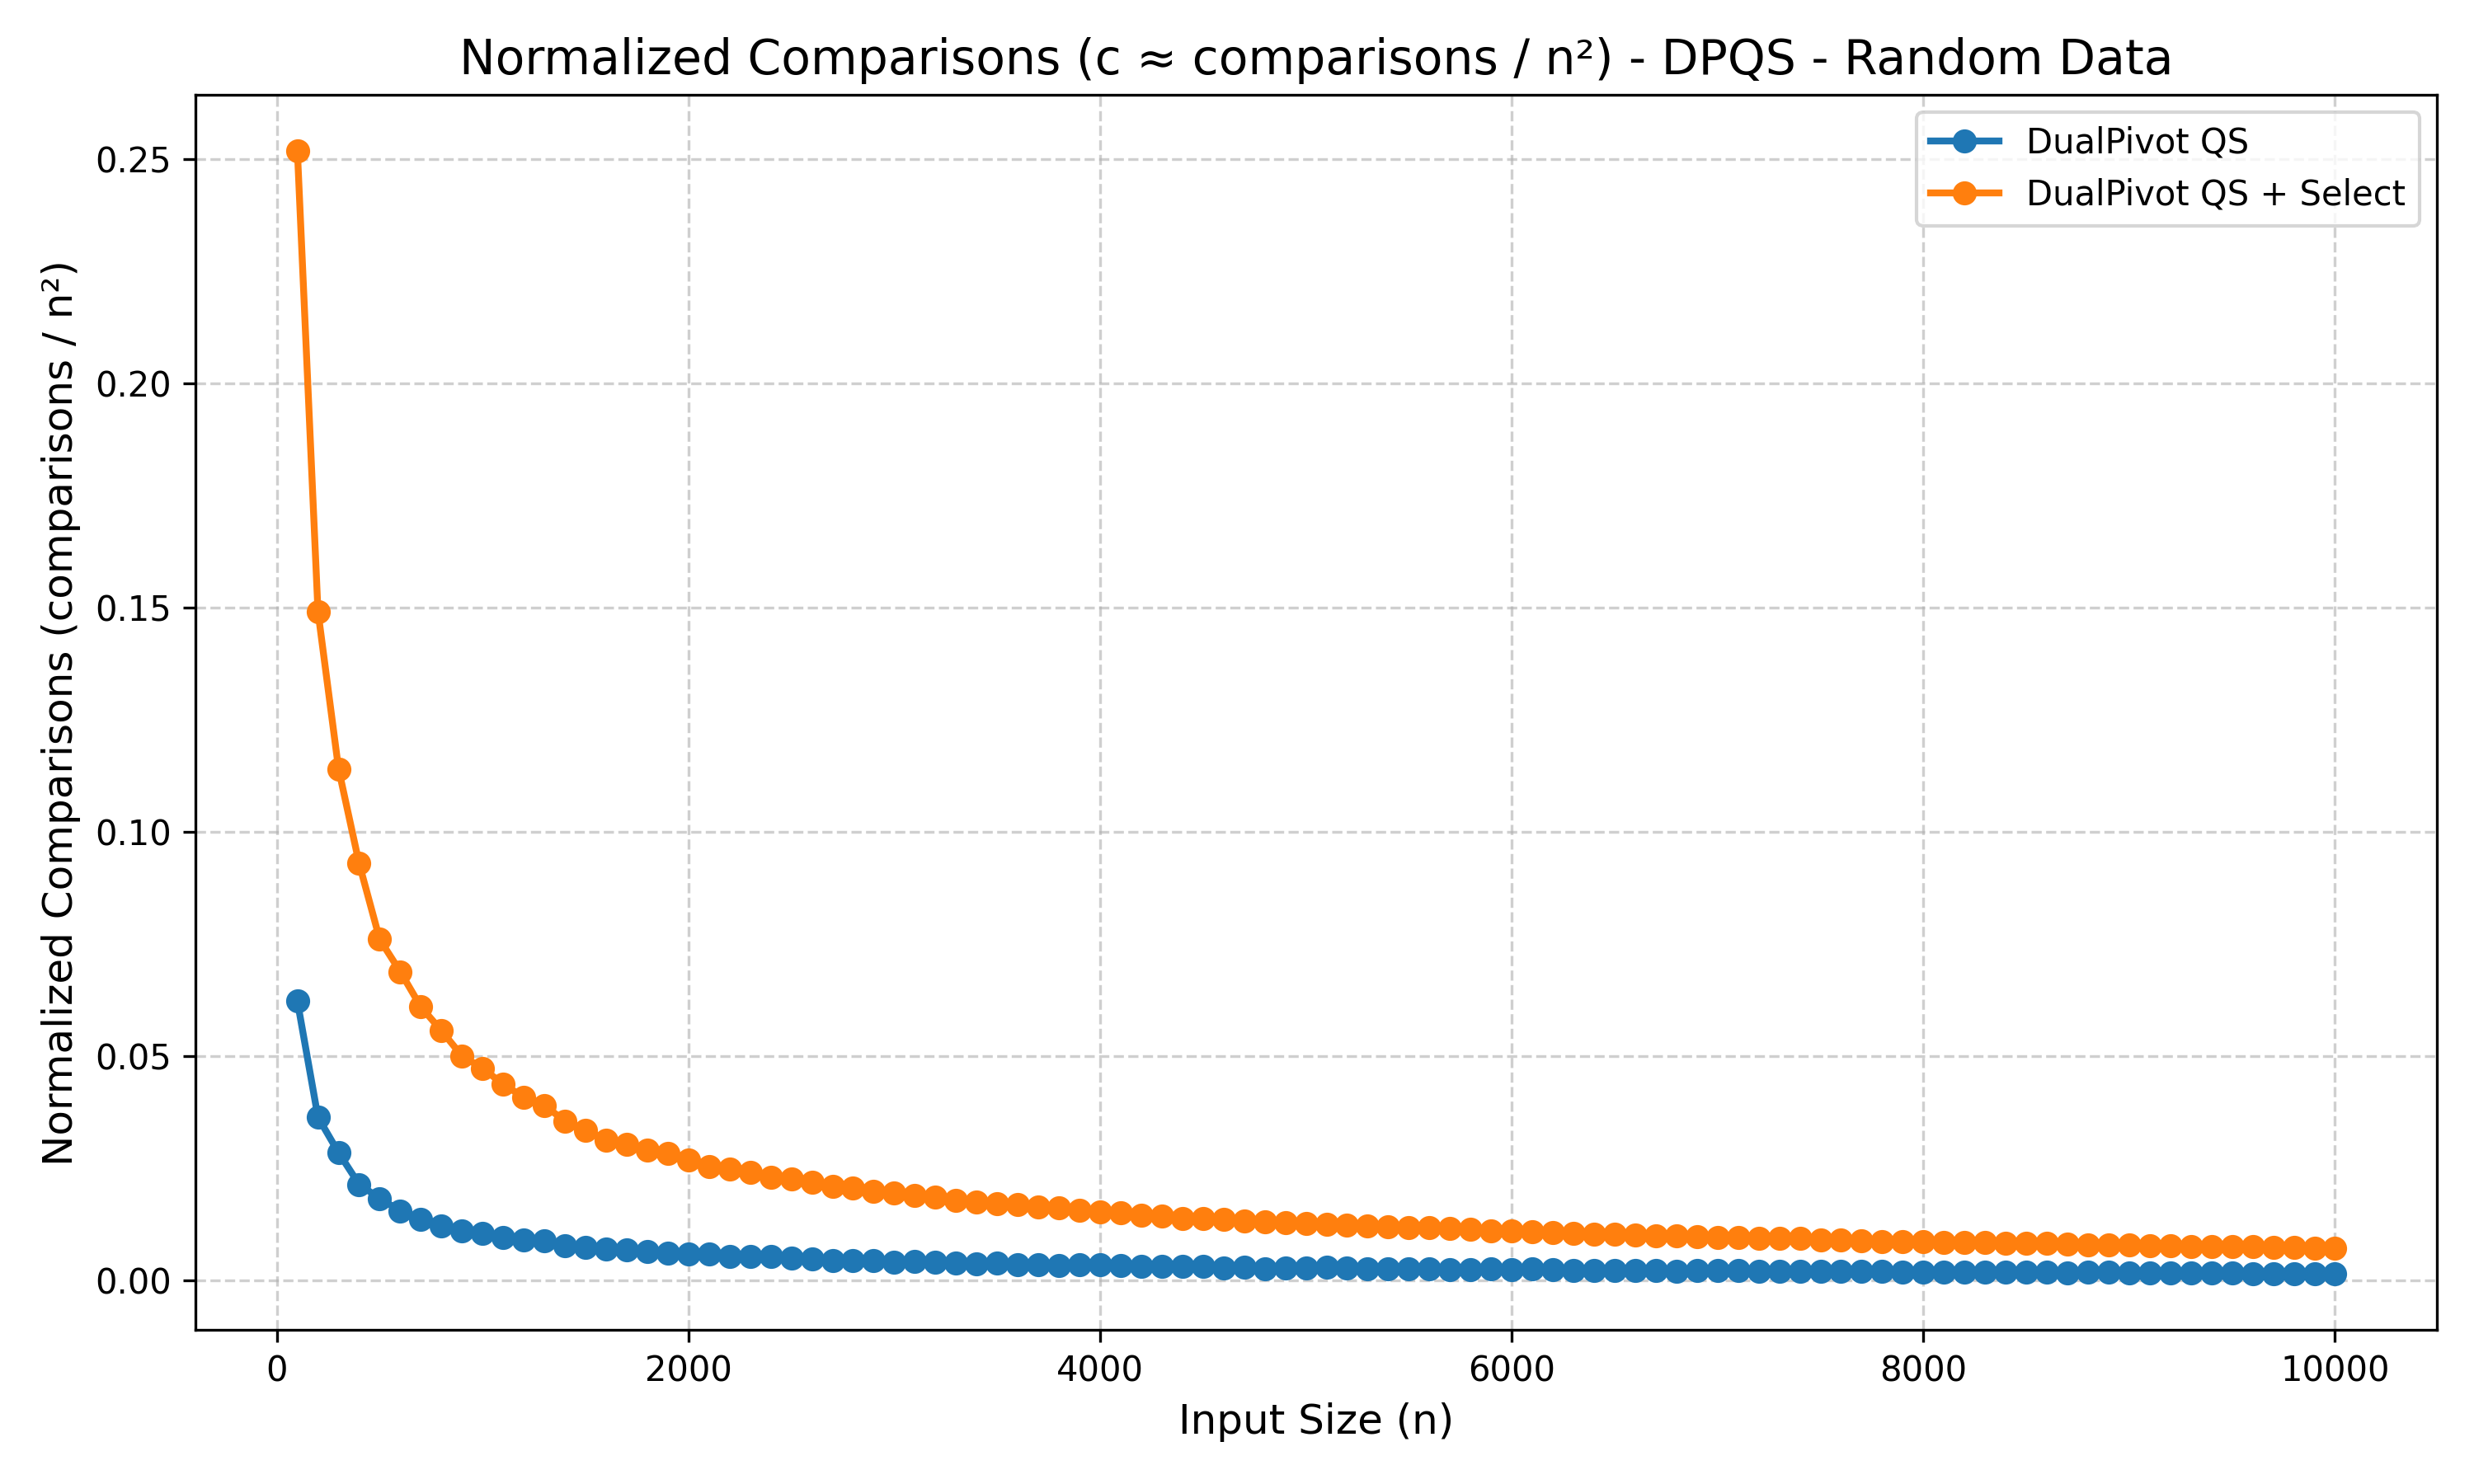 Normalized Comparisons (c ≈ comparisons / n²) - DPQS - Random Data
DualPivot QS
DualPivot QS + Select
Normalized Comparisons (comparisons / n²)
0.25
0.20
0.15
0.10
0.05
0.00
0 2000 4000 6000 8000 10000
Input Size (n)